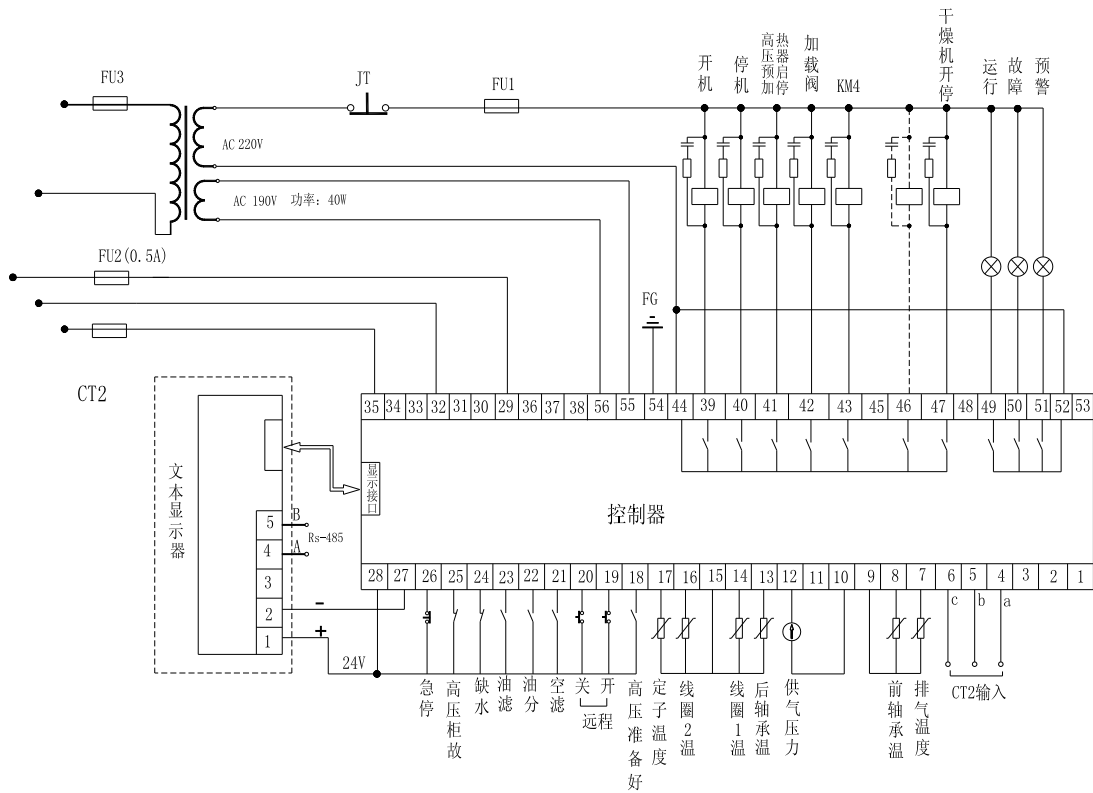 FU3
JT
FU1
开机
停机
高压预加
热器启停
加载阀
KM4
干燥机开停
运行
故障
预警
AC 220V
AC 190V 功率: 40W
FU2(0.5A)
FG
CT2
35 34 33 32 31 30 29 36 37 38 56 55 54 44 39 40 41 42 43 45 46 47 48 49 50 51 52 53
文本显示器
显示接口
控制器
5
B
Rs-485
4
A
3
2
-
1
+
24V
28 27 26 25 24 23 22 21 20 19 18 17 16 15 14 13 12 11 10 9 8 7 6 5 4 3 2 1
c b a
急停
高压柜故
缺水
油滤
油分
空滤
关
开
远程
高压准备好
定子温度
线圈2温
线圈1温
后轴承温
供气压力
前轴承温
排气温度
CT2输入